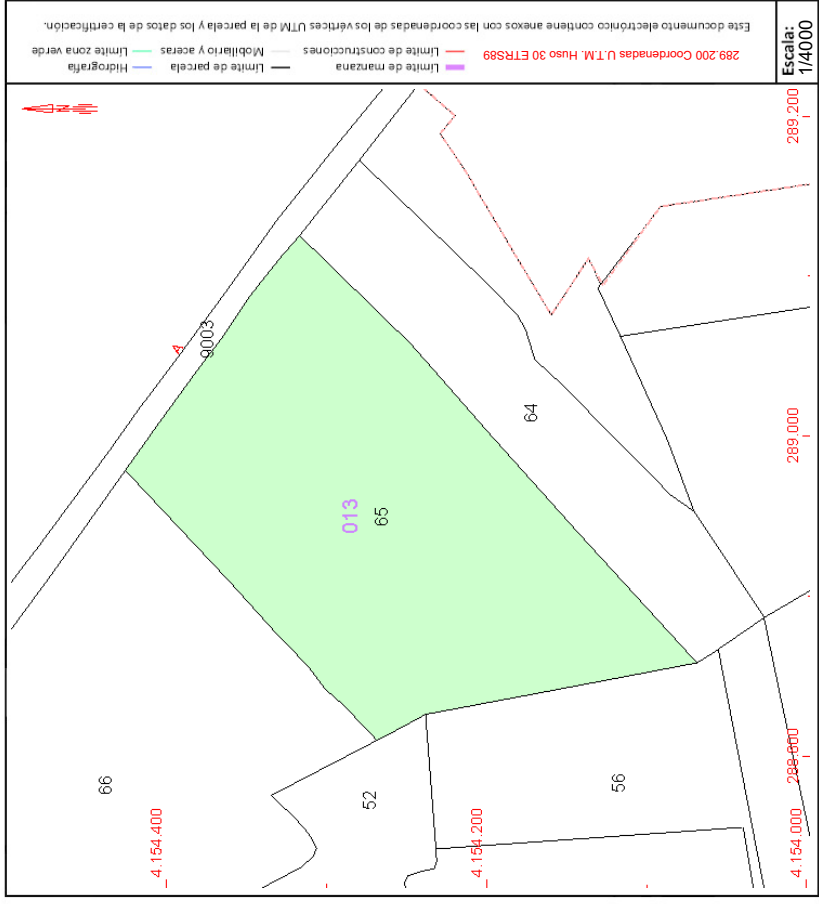 Este documento electrónico contiene anexos con las coordenadas de los vértices UTM de la parcela y los datos de la certificación.
289.200 Coordenadas U.T.M. Huso 30 ETRS89
Límite de manzana
Límite de parcela
Hidrografía
Límite de construcciones
Mobiliario y aceras
Límite zona verde
Escala:
1/4000
289.200
289.000
288.800
4.154.400
4.154.200
4.154.000
9003
013
65
64
66
52
56